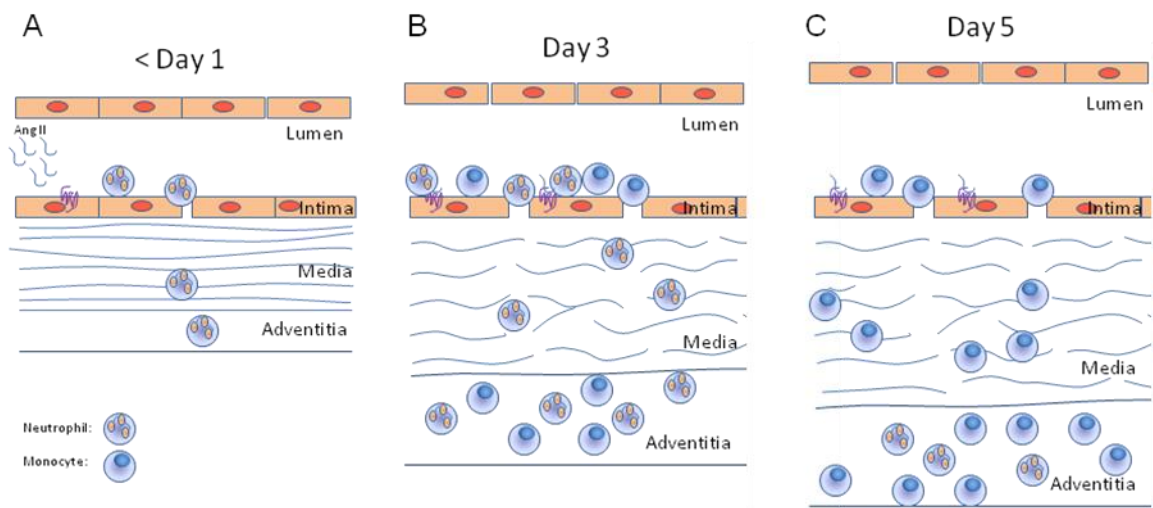 A
< Day 1
Ang II
Lumen
Intima
Media
Adventitia
Neutrophil:
Monocyte:
B
Day 3
Lumen
Intima
Media
Adventitia
C
Day 5
Lumen
Intima
Media
Adventitia